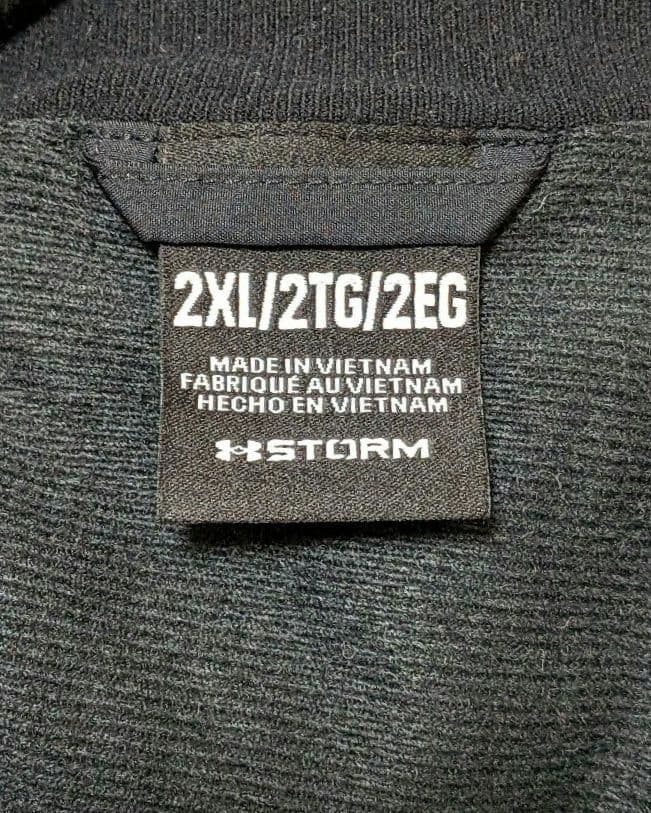 2XL/2TG/2EG
MADE IN VIETNAM
FABRIQUÉ AU VIETNAM
HECHO EN VIETNAM
STORM